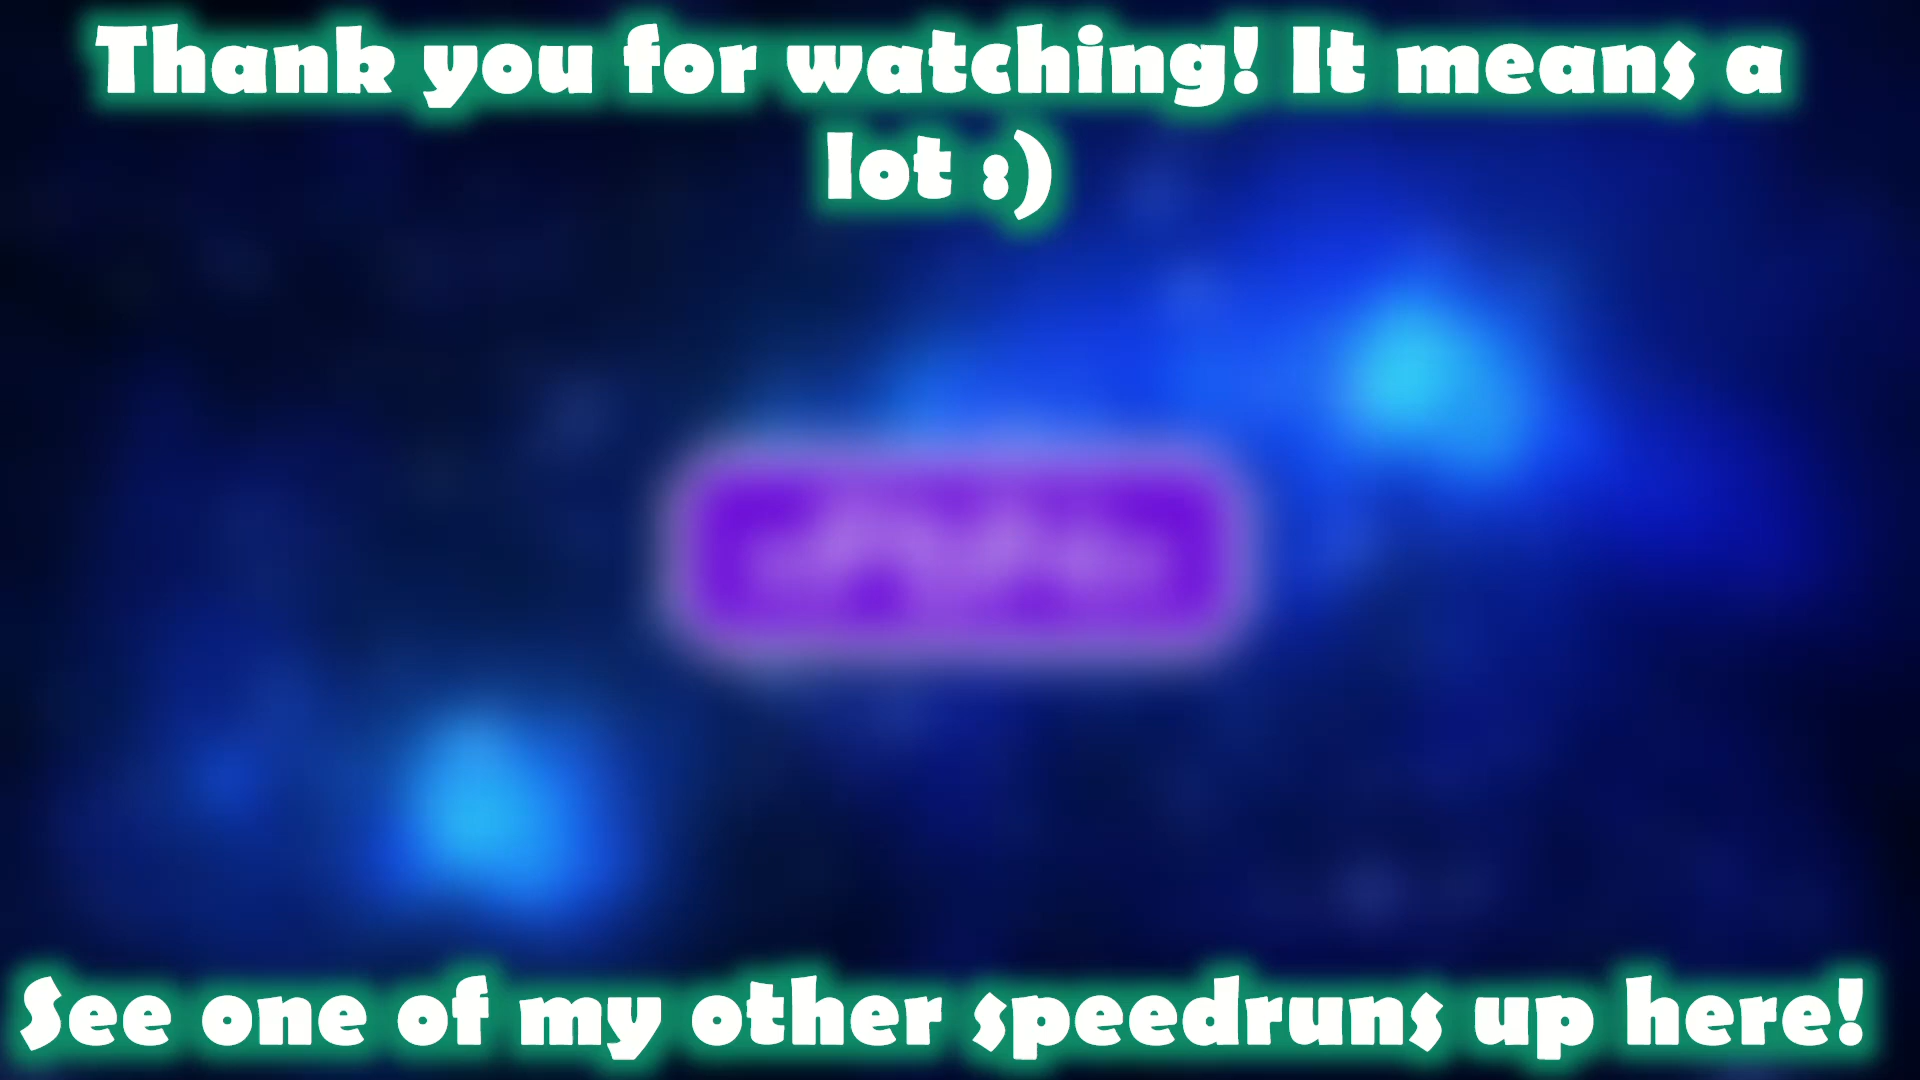 Thank you for watching! It means a
lot :)
See one of my other speedruns up here!